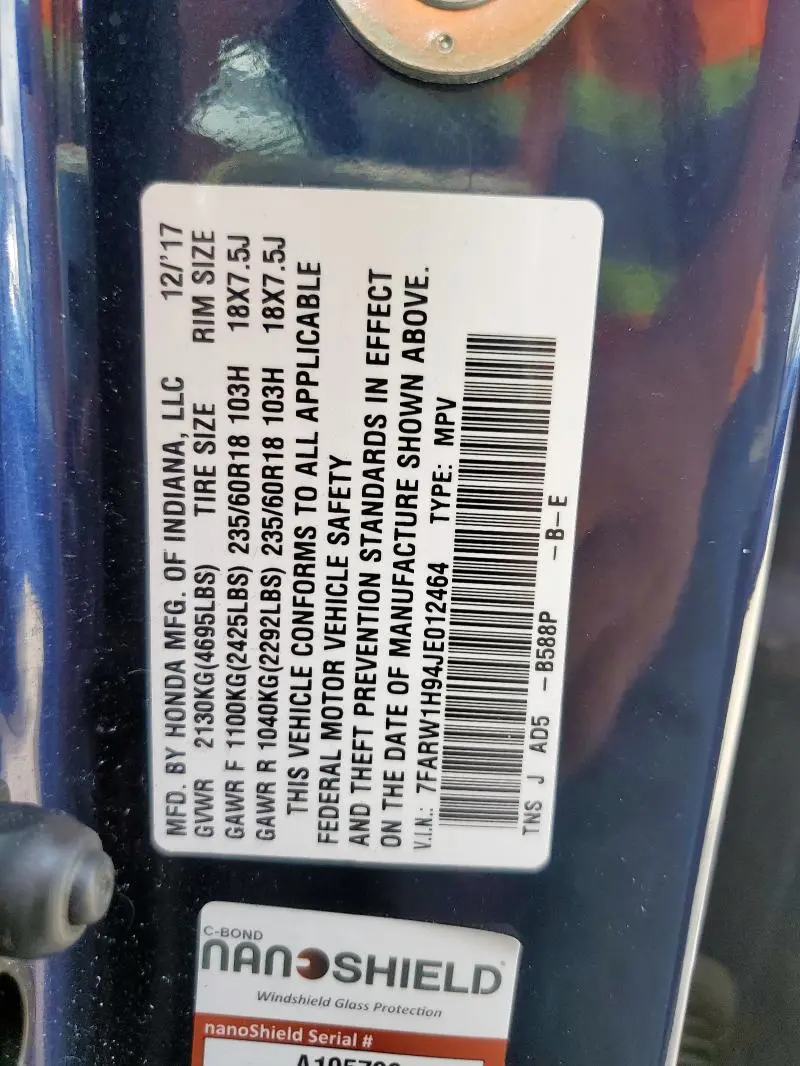 MFD. BY HONDA MFG. OF INDIANA, LLC 12/'17
GVWR 2130KG(4695LBS) TIRE SIZE RIM SIZE
GAWR F 1100KG(2425LBS) 235/60R18 103H 18X7.5J
GAWR R 1040KG(2292LBS) 235/60R18 103H 18X7.5J
THIS VEHICLE CONFORMS TO ALL APPLICABLE
FEDERAL MOTOR VEHICLE SAFETY
AND THEFT PREVENTION STANDARDS IN EFFECT
ON THE DATE OF MANUFACTURE SHOWN ABOVE.
V.I.N.: 7FARW1H94JE012464 TYPE: MPV
TNS J AD5 -B588P -B-E
C-BOND
nanoSHIELD
Windshield Glass Protection
nanoShield Serial #